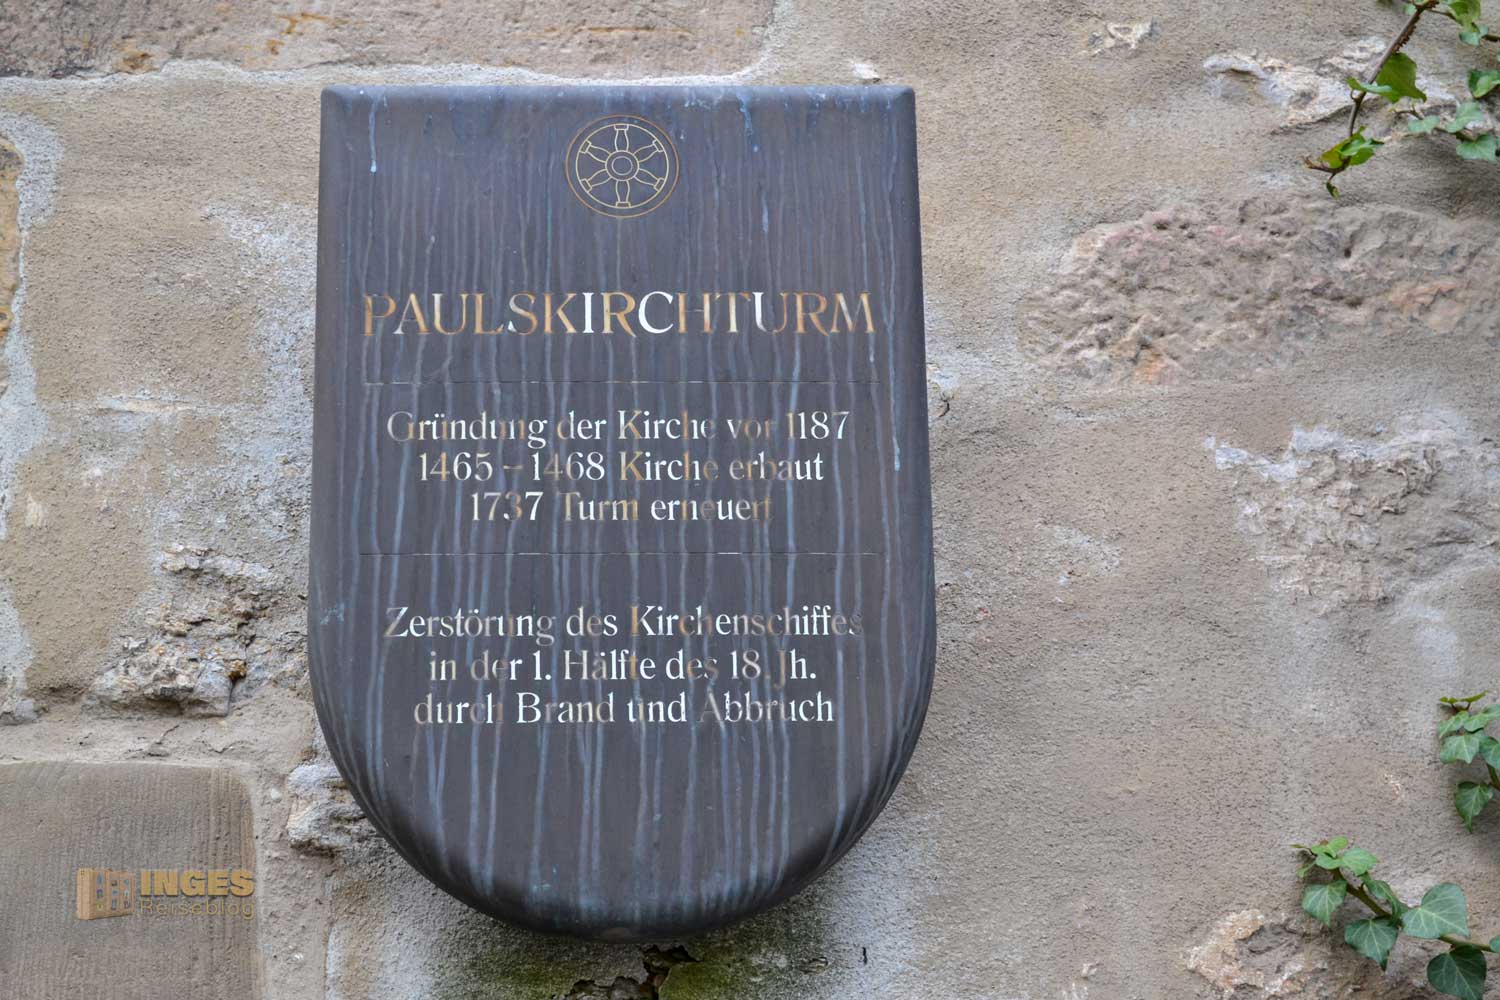 PAULSKIRCHTURM
Gründung der Kirche vor 1187
1465 – 1468 Kirche erbaut
1737 Turm erneuert
Zerstörung des Kirchenschiffes
in der 1. Hälfte des 18. Jh.
durch Brand und Abbruch
INGES
Reiseblog